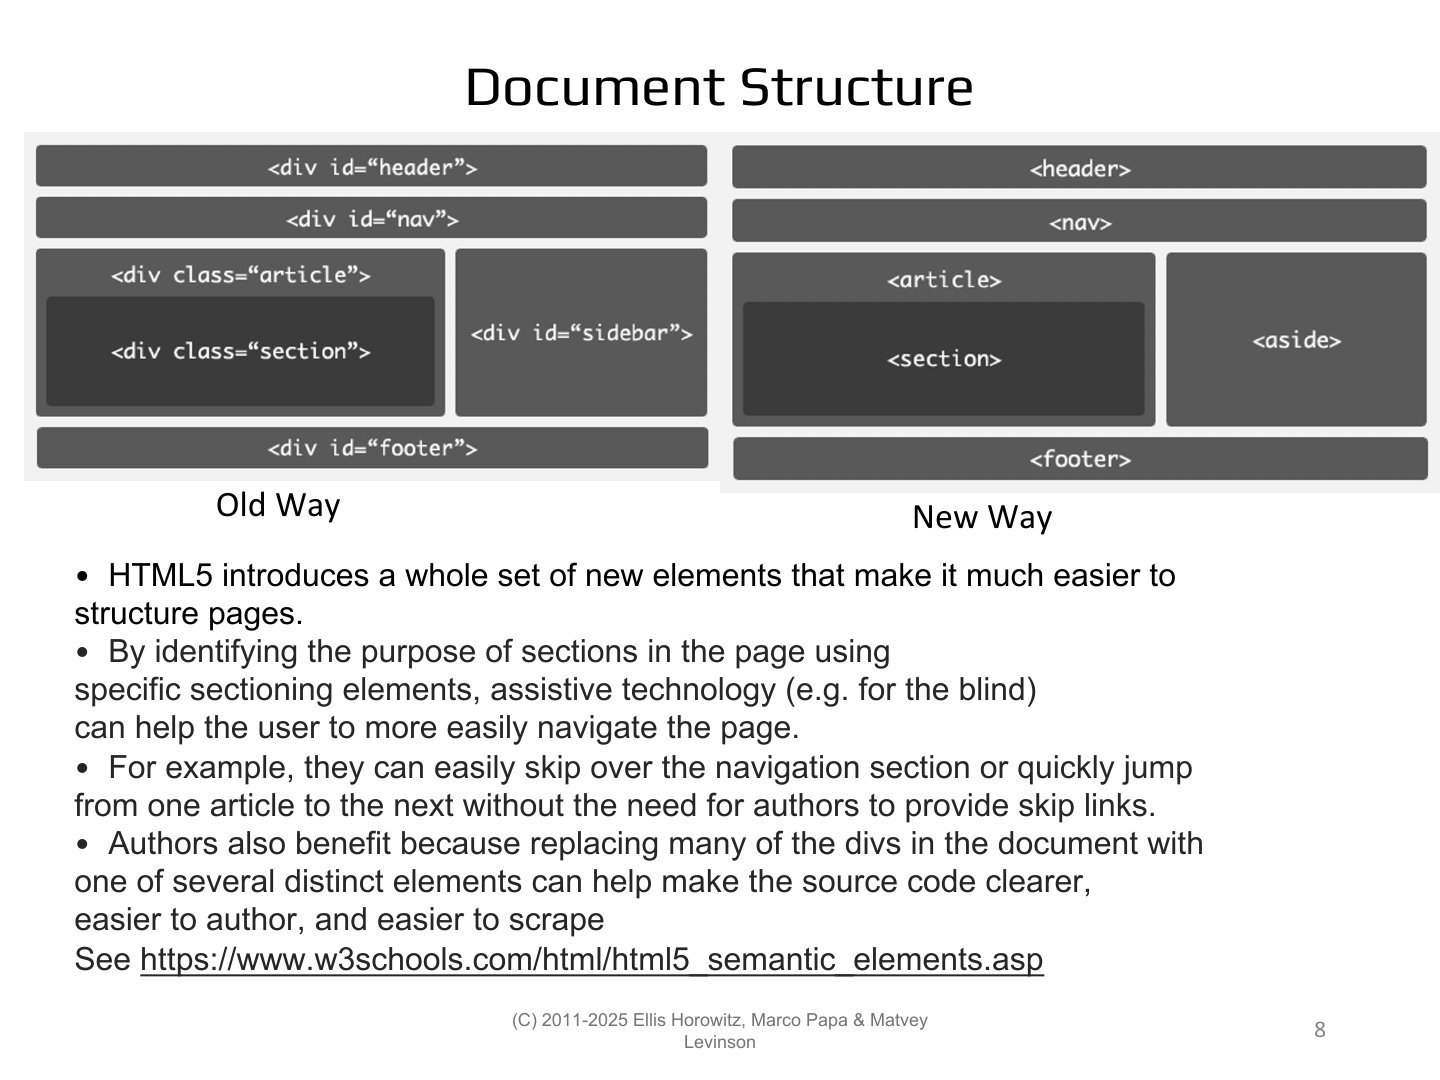 Document Structure
<div id=“header”>
<div id=“nav”>
<div class=“article”>
<div class=“section”>
<div id=“sidebar”>
<div id=“footer”>
Old Way
<header>
<nav>
<article>
<section>
<aside>
<footer>
New Way
• HTML5 introduces a whole set of new elements that make it much easier to
structure pages.
• By identifying the purpose of sections in the page using
specific sectioning elements, assistive technology (e.g. for the blind)
can help the user to more easily navigate the page.
• For example, they can easily skip over the navigation section or quickly jump
from one article to the next without the need for authors to provide skip links.
• Authors also benefit because replacing many of the divs in the document with
one of several distinct elements can help make the source code clearer,
easier to author, and easier to scrape
See https://www.w3schools.com/html/html5_semantic_elements.asp
(C) 2011-2025 Ellis Horowitz, Marco Papa & Matvey
Levinson
8